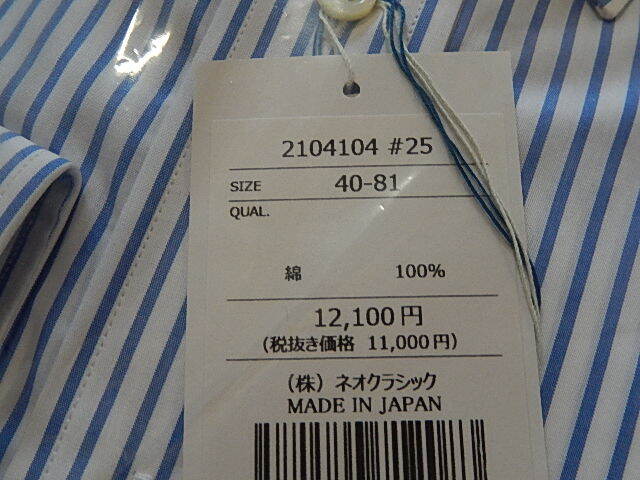 2104104 #25
SIZE 40-81
QUAL.
綿 100%
12,100円
(税抜き価格 11,000円)
(株) ネオクラシック
MADE IN JAPAN